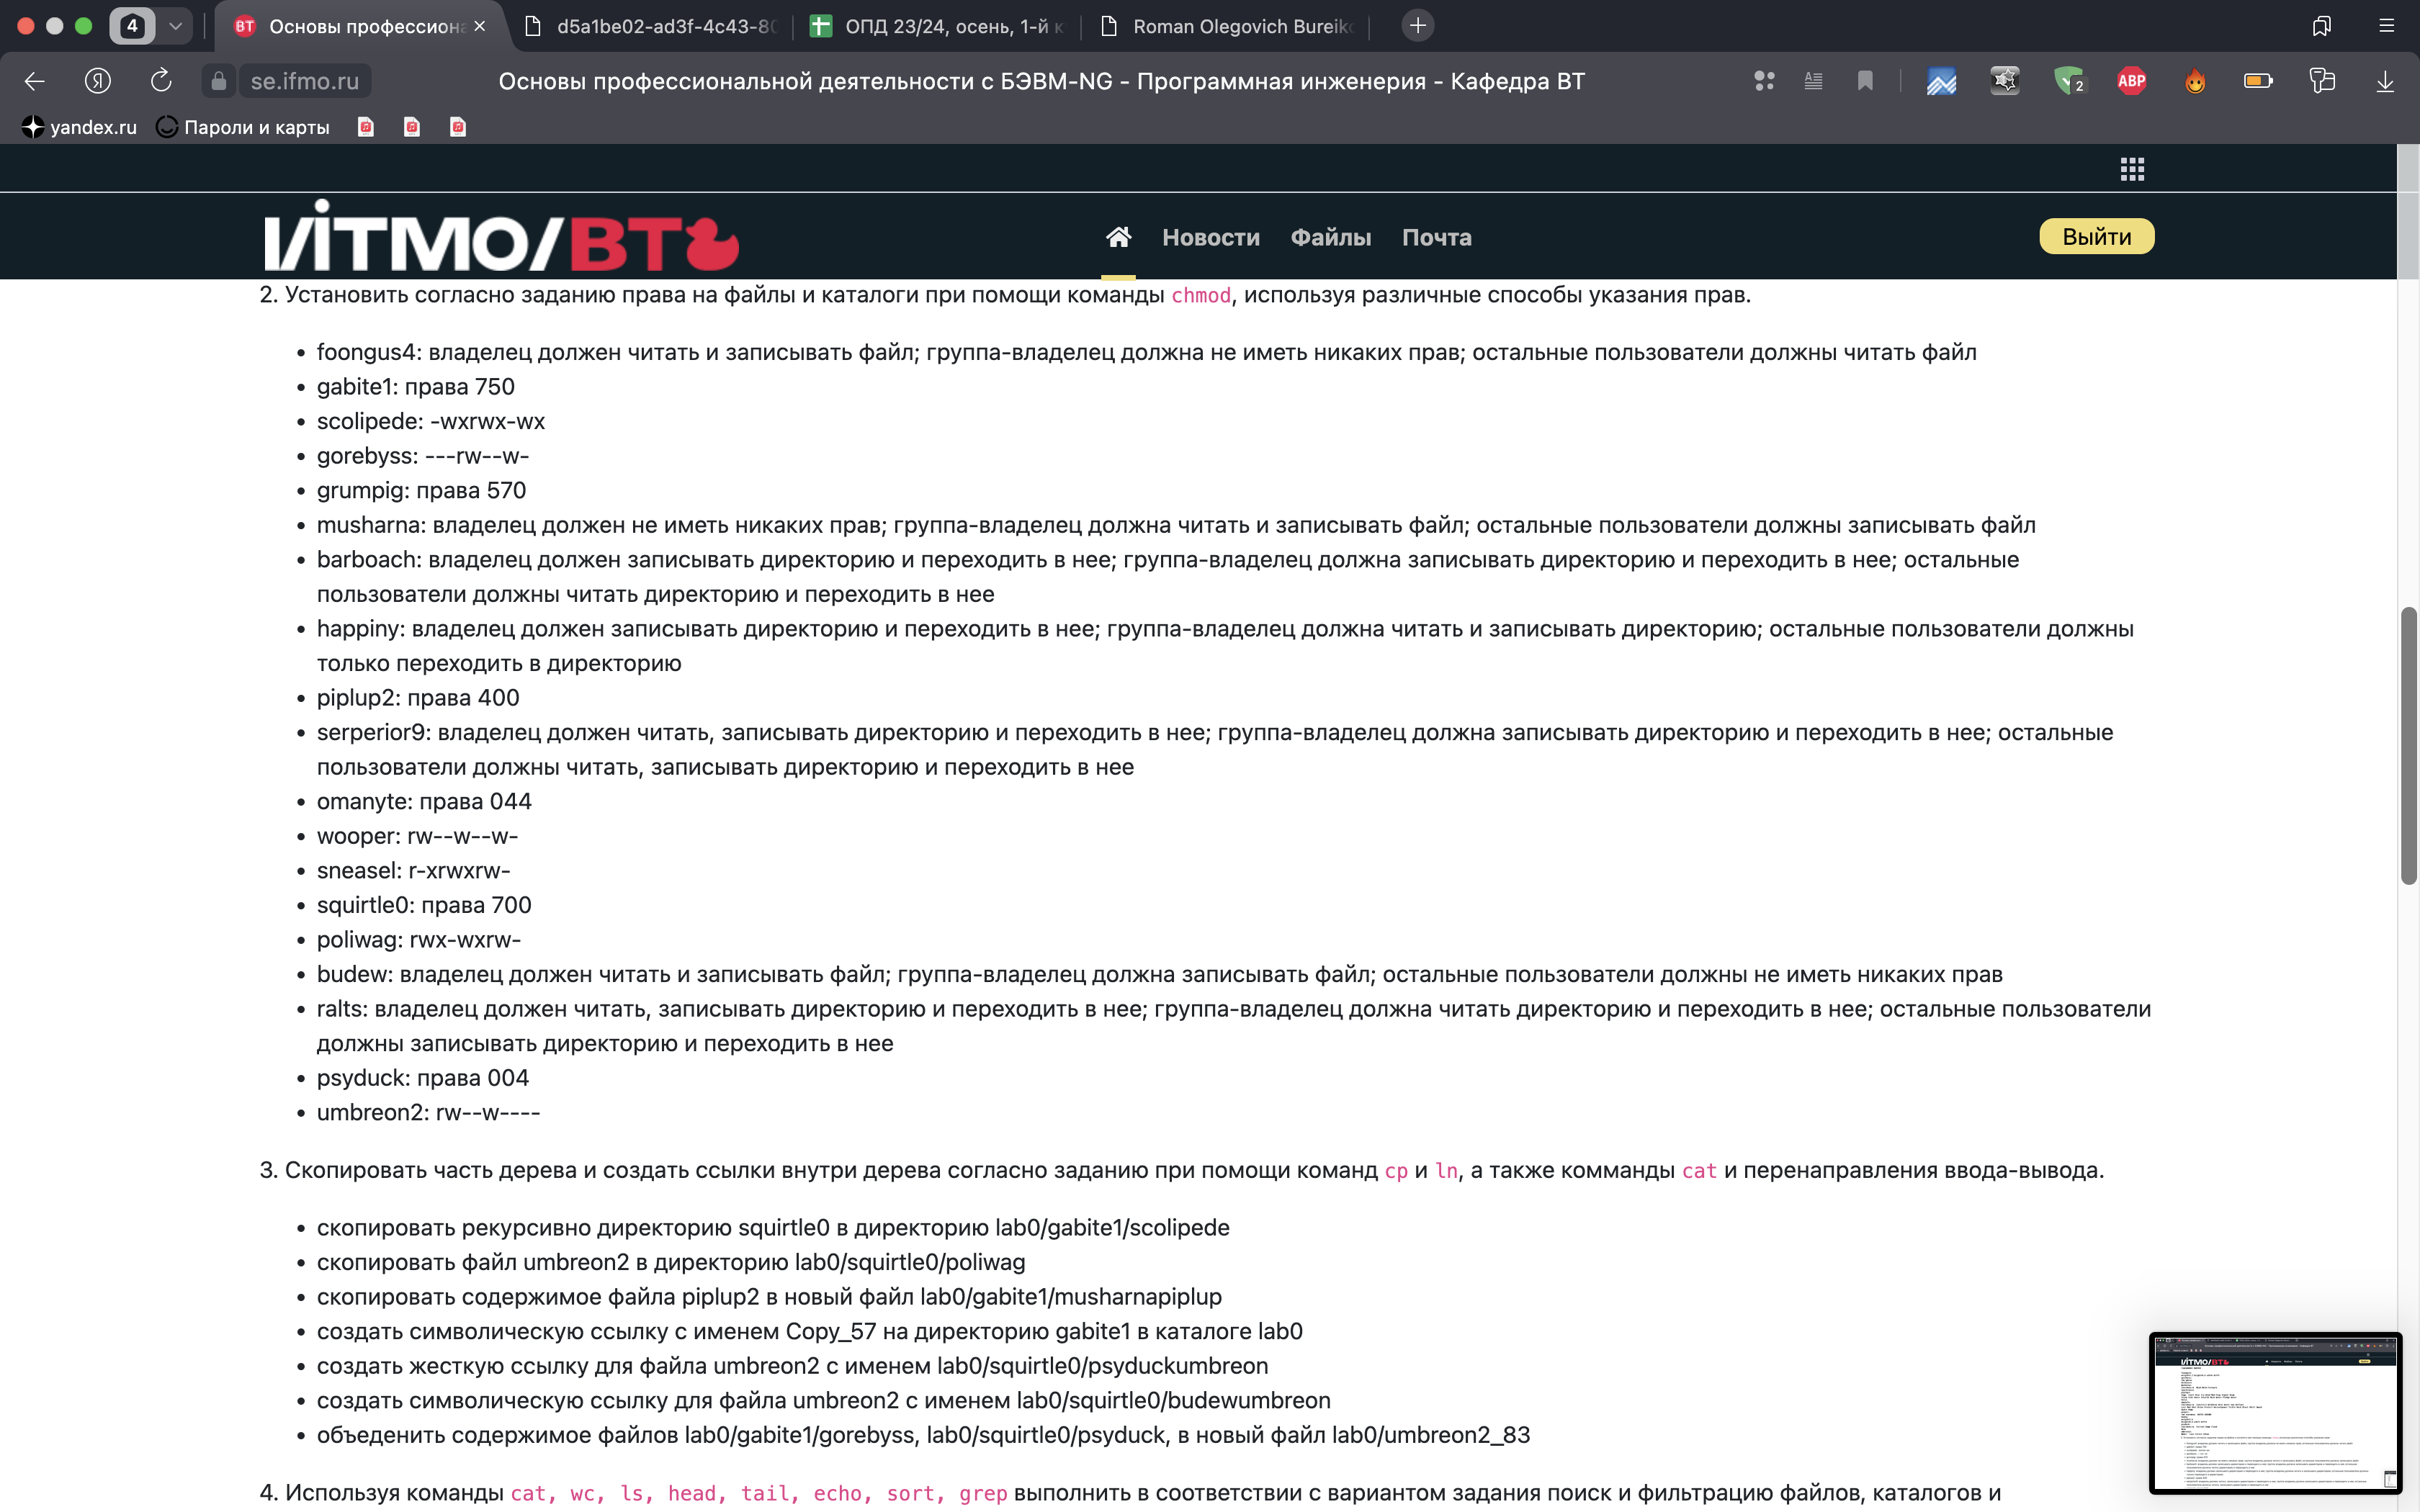 4
Основы профессиона
d5a1be02-ad3f-4c43-80
ОПД 23/24, осень, 1-й к
Roman Olegovich Bureik
se.ifmo.ru
Основы профессиональной деятельности с БЭВМ-NG - Программная инженерия - Кафедра ВТ
2
ABP
yandex.ru
Пароли и карты
ИТМО/ВТ
Новости
Файлы
Почта
Выйти
2. Установить согласно заданию права на файлы и каталоги при помощи команды chmod, используя различные способы указания прав.
• foongus4: владелец должен читать и записывать файл; группа-владелец должна не иметь никаких прав; остальные пользователи должны читать файл
• gabite1: права 750
• scolipede: -wxrwx-wx
• gorebyss: ---rw--w-
• grumpig: права 570
• musharna: владелец должен не иметь никаких прав; группа-владелец должна читать и записывать файл; остальные пользователи должны записывать файл
• barboach: владелец должен записывать директорию и переходить в нее; группа-владелец должна записывать директорию и переходить в нее; остальные
пользователи должны читать директорию и переходить в нее
• happiny: владелец должен записывать директорию и переходить в нее; группа-владелец должна читать и записывать директорию; остальные пользователи должны
только переходить в директорию
• piplup2: права 400
• serperior9: владелец должен читать, записывать директорию и переходить в нее; группа-владелец должна записывать директорию и переходить в нее; остальные
пользователи должны читать, записывать директорию и переходить в нее
• omanyte: права 044
• wooper: rw--w--w-
• sneasel: r-xrwxrw-
• squirtle0: права 700
• poliwag: rwx-wxrw-
• budew: владелец должен читать и записывать файл; группа-владелец должна записывать файл; остальные пользователи должны не иметь никаких прав
• ralts: владелец должен читать, записывать директорию и переходить в нее; группа-владелец должна читать директорию и переходить в нее; остальные пользователи
должны записывать директорию и переходить в нее
• psyduck: права 004
• umbreon2: rw--w----
3. Скопировать часть дерева и создать ссылки внутри дерева согласно заданию при помощи команд cp и ln, а также комманды cat и перенаправления ввода-вывода.
• скопировать рекурсивно директорию squirtle0 в директорию lab0/gabite1/scolipede
• скопировать файл umbreon2 в директорию lab0/squirtle0/poliwag
• скопировать содержимое файла piplup2 в новый файл lab0/gabite1/musharnapiplup
• создать символическую ссылку с именем Copy_57 на директорию gabite1 в каталоге lab0
• создать жесткую ссылку для файла umbreon2 с именем lab0/squirtle0/psyduckumbreon
• создать символическую ссылку для файла umbreon2 с именем lab0/squirtle0/budewumbreon
• объеденить содержимое файлов lab0/gabite1/gorebyss, lab0/squirtle0/psyduck, в новый файл lab0/umbreon2_83
4. Используя команды cat, wc, ls, head, tail, echo, sort, grep выполнить в соответствии с вариантом задания поиск и фильтрацию файлов, каталогов и